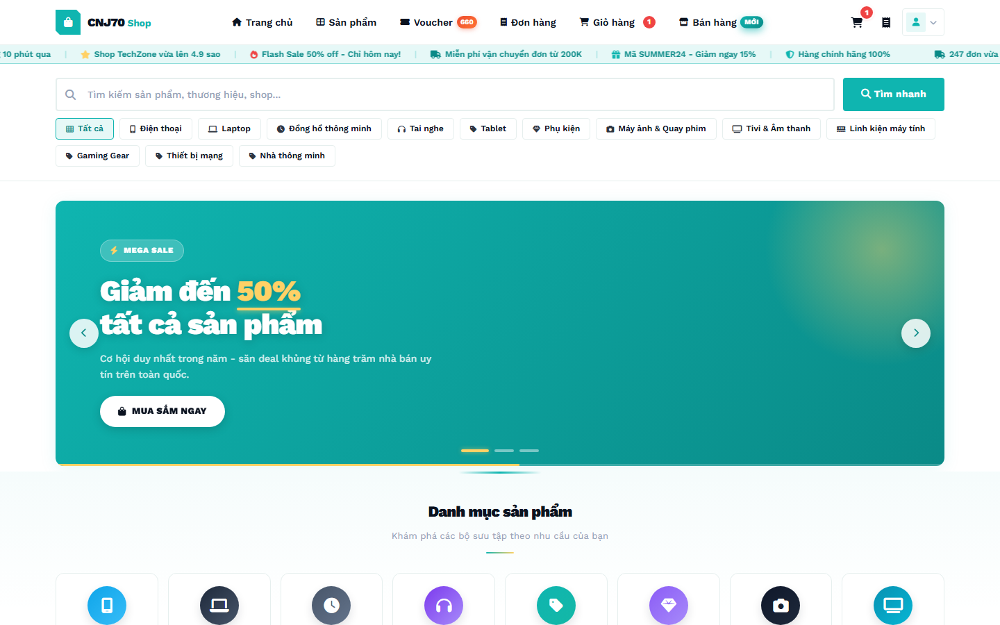 CNJ70 Shop
Trang chủ
Sản phẩm
Voucher 660
Đơn hàng
Giỏ hàng 1
Bán hàng MỚI
1
10 phút qua
Shop TechZone vừa lên 4.9 sao
Flash Sale 50% off - Chỉ hôm nay!
Miễn phí vận chuyển đơn từ 200K
Mã SUMMER24 - Giảm ngay 15%
Hàng chính hãng 100%
247 đơn vừa
Tìm kiếm sản phẩm, thương hiệu, shop...
Tìm nhanh
Tất cả
Điện thoại
Laptop
Đồng hồ thông minh
Tai nghe
Tablet
Phụ kiện
Máy ảnh & Quay phim
Tivi & Âm thanh
Linh kiện máy tính
Gaming Gear
Thiết bị mạng
Nhà thông minh
MEGA SALE
Giảm đến 50%
tất cả sản phẩm
Cơ hội duy nhất trong năm - săn deal khủng từ hàng trăm nhà bán uy
tín trên toàn quốc.
MUA SẮM NGAY
Danh mục sản phẩm
Khám phá các bộ sưu tập theo nhu cầu của bạn